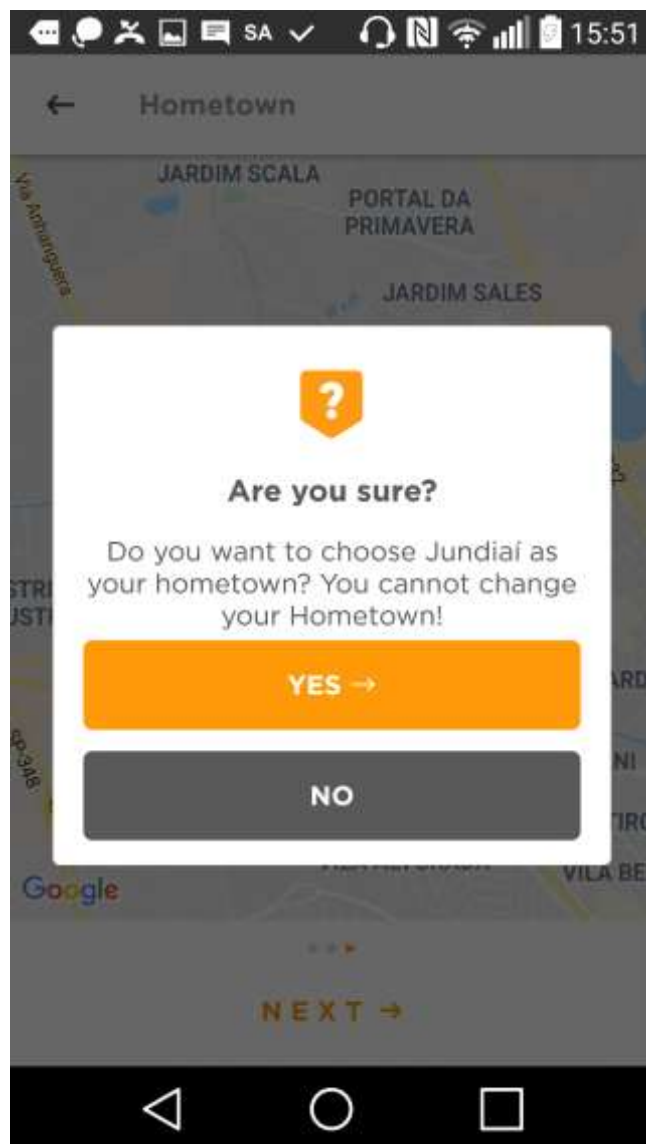 SA
15:51
Hometown
Via Anhanguera
JARDIM SCALA
PORTAL DA
PRIMAVERA
JARDIM SALES
?
Are you sure?
Do you want to choose Jundiaí as
your hometown? You cannot change
your Hometown!
YES →
SP-348
NO
VILA BE
Google
NEXT →